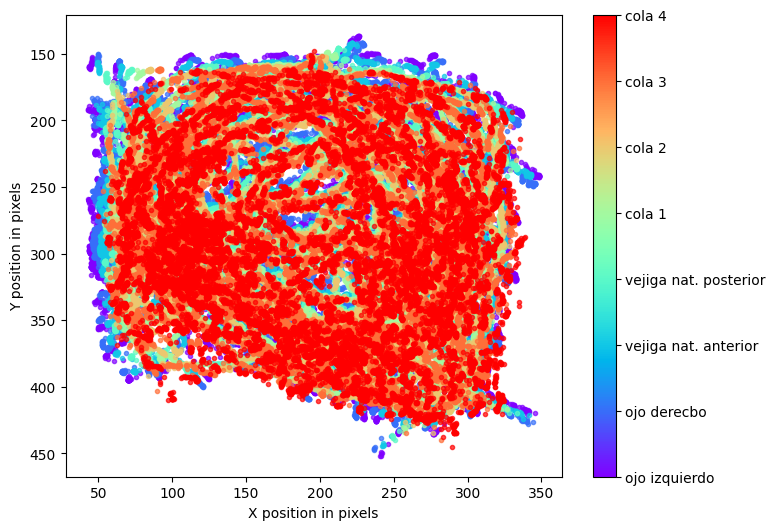 150
200
250
300
350
400
450
Y position in pixels
50
100
150
200
250
300
350
X position in pixels
cola 4
cola 3
cola 2
cola 1
vejiga nat. posterior
vejiga nat. anterior
ojo derecbo
ojo izquierdo